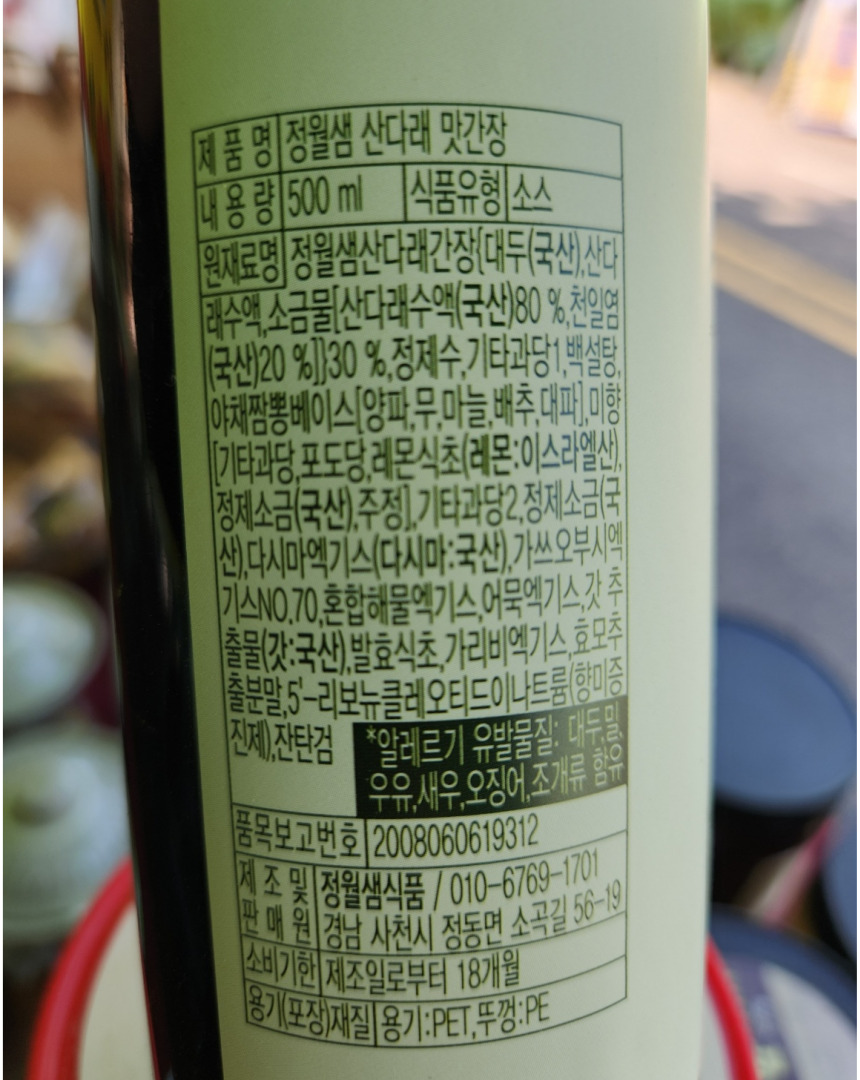 제 품 명 정월샘 산다래 맛간장
내 용 량 500 ml 식품유형 소스
원재료명 정월샘산다래간장{대두(국산),산다
래수액,소금물[산다래수액(국산)80 %,천일염
(국산)20 %]}30 %,정제수,기타과당1,백설탕,
야채짬뽕베이스[양파,무,마늘,배추,대파],미향
[기타과당,포도당,레몬식초(레몬:이스라엘산),
정제소금(국산),주정],기타과당2,정제소금(국
산),다시마엑기스(다시마:국산),가쓰오부시엑
기스NO.70,혼합해물엑기스,어묵엑기스,갓 추
출물(갓:국산),발효식초,가리비엑기스,효모추
출분말,5'-리보뉴클레오티드이나트륨(향미증
진제),잔탄검
*알레르기 유발물질: 대두,밀,
우유,새우,오징어,조개류 함유
품목보고번호 2008060619312
제 조 및 정월샘식품 / 010-6769-1701
판 매 원 경남 사천시 정동면 소곡길 56-19
소비기한 제조일로부터 18개월
용기(포장)재질 용기:PET,뚜껑:PE